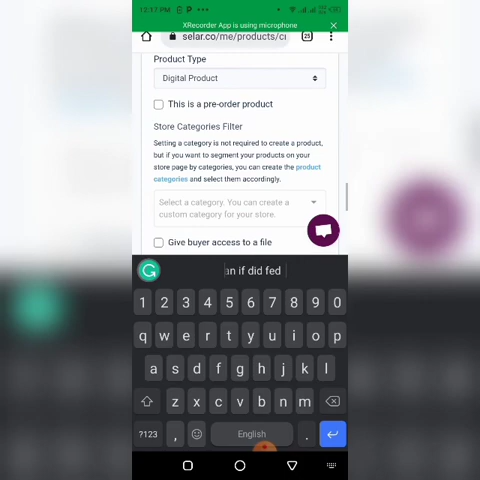 12:17 PM
XRecorder App is using microphone
selar.co/me/products/ci
25
Product Type
Digital Product
This is a pre-order product
Store Categories Filter
Setting a category is not required to create a product,
but if you want to segment your products on
your store page by categories, you can create the product
categories and select them accordingly.
Select a category. You can create a
custom category for your store.
Give buyer access to a file
an if did fed
1 2 3 4 5 6 7 8 9 0
q w e r t y u i o p
a s d f g h j k l
z x c v b n m
?123 , English .